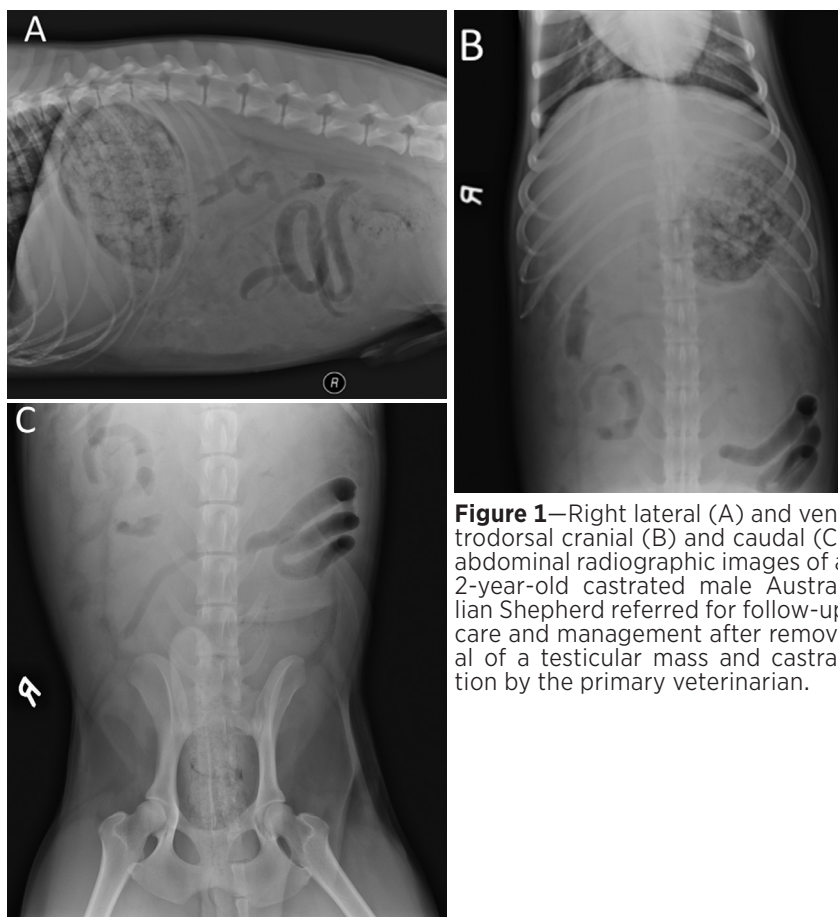 A
R
B
R
C
R
Figure 1—Right lateral (A) and ven
trodorsal cranial (B) and caudal (C
abdominal radiographic images of a
2-year-old castrated male Austra
lian Shepherd referred for follow-up
care and management after remov
al of a testicular mass and castra
tion by the primary veterinarian.